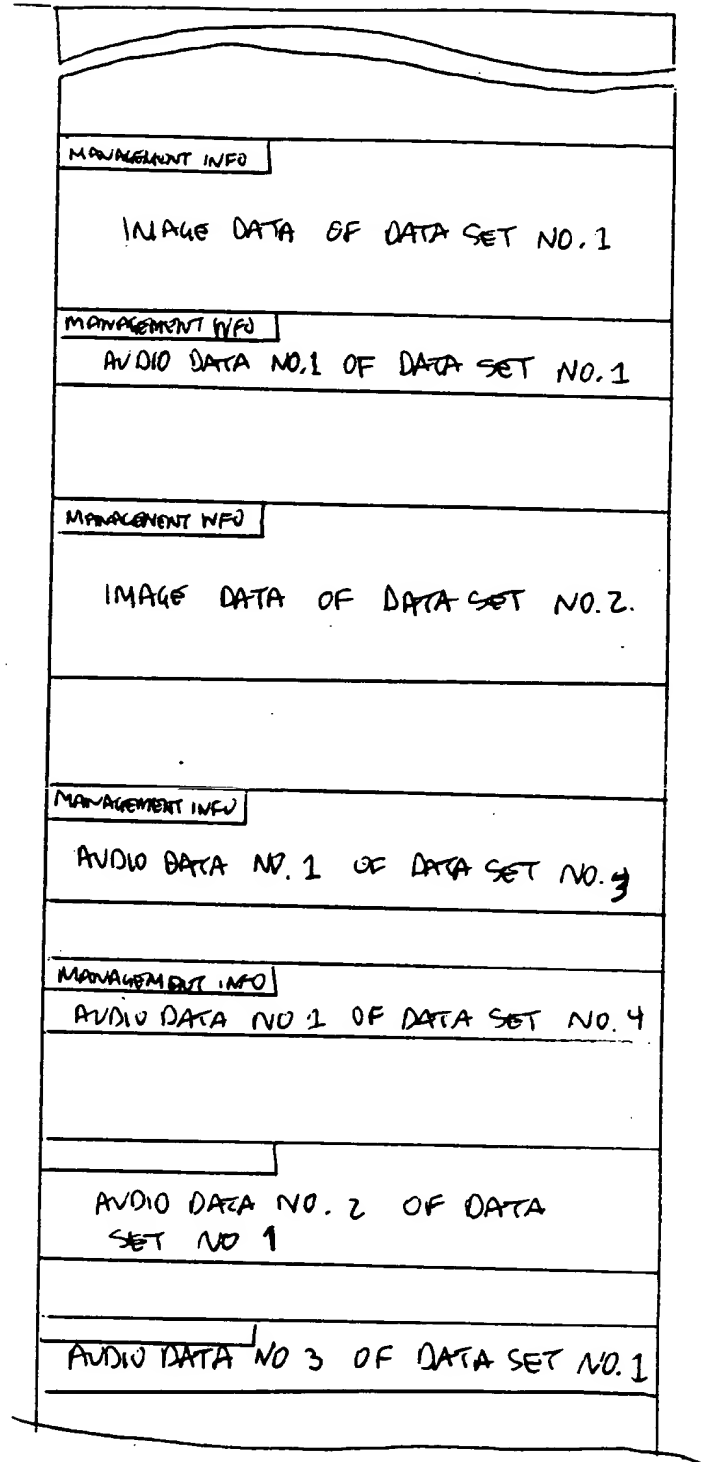 MANAGEMENT INFO
IMAGE DATA OF DATA SET NO. 1
MANAGEMENT INFO
AUDIO DATA NO. 1 OF DATA SET NO. 1
MANAGEMENT INFO
IMAGE DATA OF DATA SET NO. 2.
MANAGEMENT INFO
AUDIO DATA NO. 1 OF DATA SET NO. 3
MANAGEMENT INFO
AUDIO DATA NO 1 OF DATA SET NO. 4
AUDIO DATA NO. 2 OF DATA
SET NO 1
AUDIO DATA NO 3 OF DATA SET NO. 1